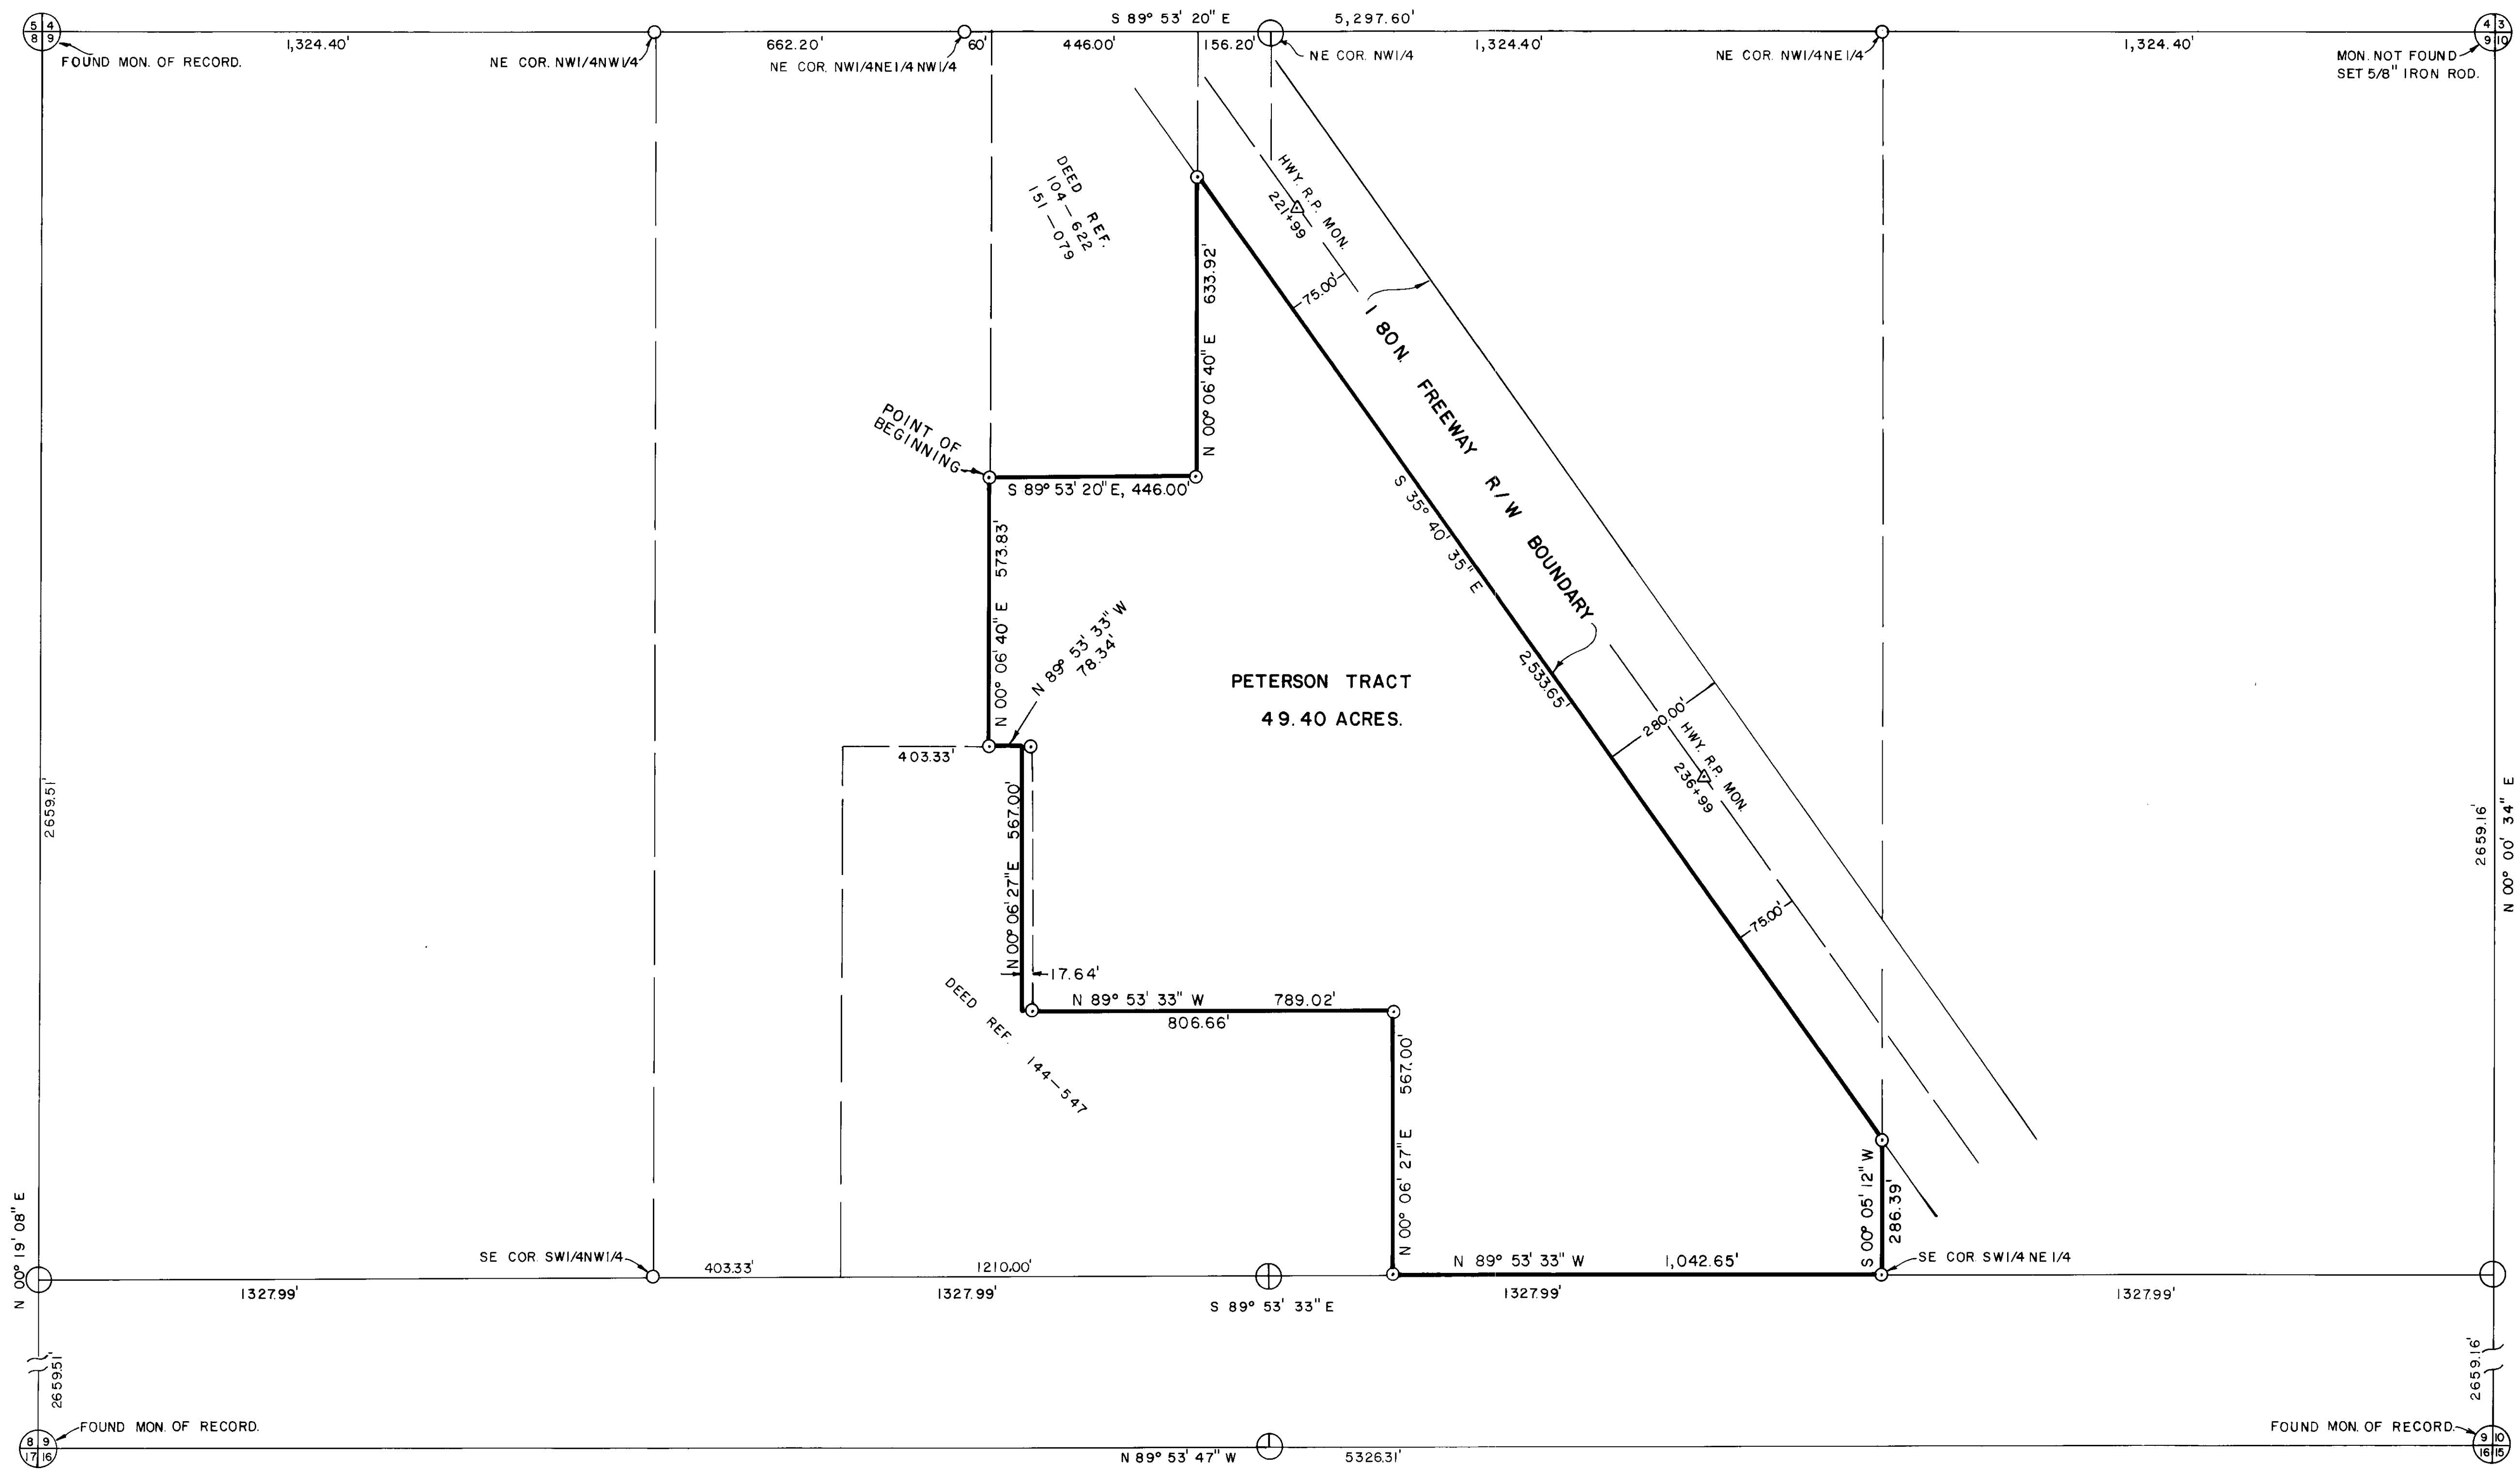 S 89° 53' 20" E 5,297.60'
5 4
8 9
FOUND MON. OF RECORD.
1,324.40'
NE COR. NW1/4NW1/4
662.20'
NE COR. NW1/4NE1/4NW1/4
60'
446.00'
156.20'
NE COR. NW1/4
1,324.40'
NE COR. NW1/4NE1/4
1,324.40'
4 3
9 10
MON. NOT FOUND
SET 5/8" IRON ROD.
DEED REF.
104—622
151—079
HWY. R.P. MON.
221+99
75.00'
I 80N. FREEWAY R/W BOUNDARY
N 00° 06' 40" E 633.92'
POINT OF
BEGINNING
S 89° 53' 20" E, 446.00'
S 35° 40' 35" E
2,533.65'
N 00° 06' 40" E 573.83'
N 89° 53' 33" W
78.34'
PETERSON TRACT
49.40 ACRES.
280.00'
HWY. R.P. MON.
236+99
75.00'
403.33'
N 00° 06' 27" E 567.00'
17.64'
N 89° 53' 33" W 789.02'
806.66'
DEED REF. 144—547
N 00° 06' 27" E 567.00'
S 00° 05' 12" W
286.39'
2659.51'
N 00° 19' 08" E
2659.16'
N 00° 00' 34" E
SE COR. SW1/4NW1/4
403.33'
1210.00'
N 89° 53' 33" W 1,042.65'
SE COR. SW1/4 NE1/4
1327.99'
1327.99'
S 89° 53' 33" E
1327.99'
1327.99'
2659.51'
2659.16'
8 9
17 16
FOUND MON. OF RECORD.
N 89° 53' 47" W 5326.31'
FOUND MON. OF RECORD.
9 10
16 15